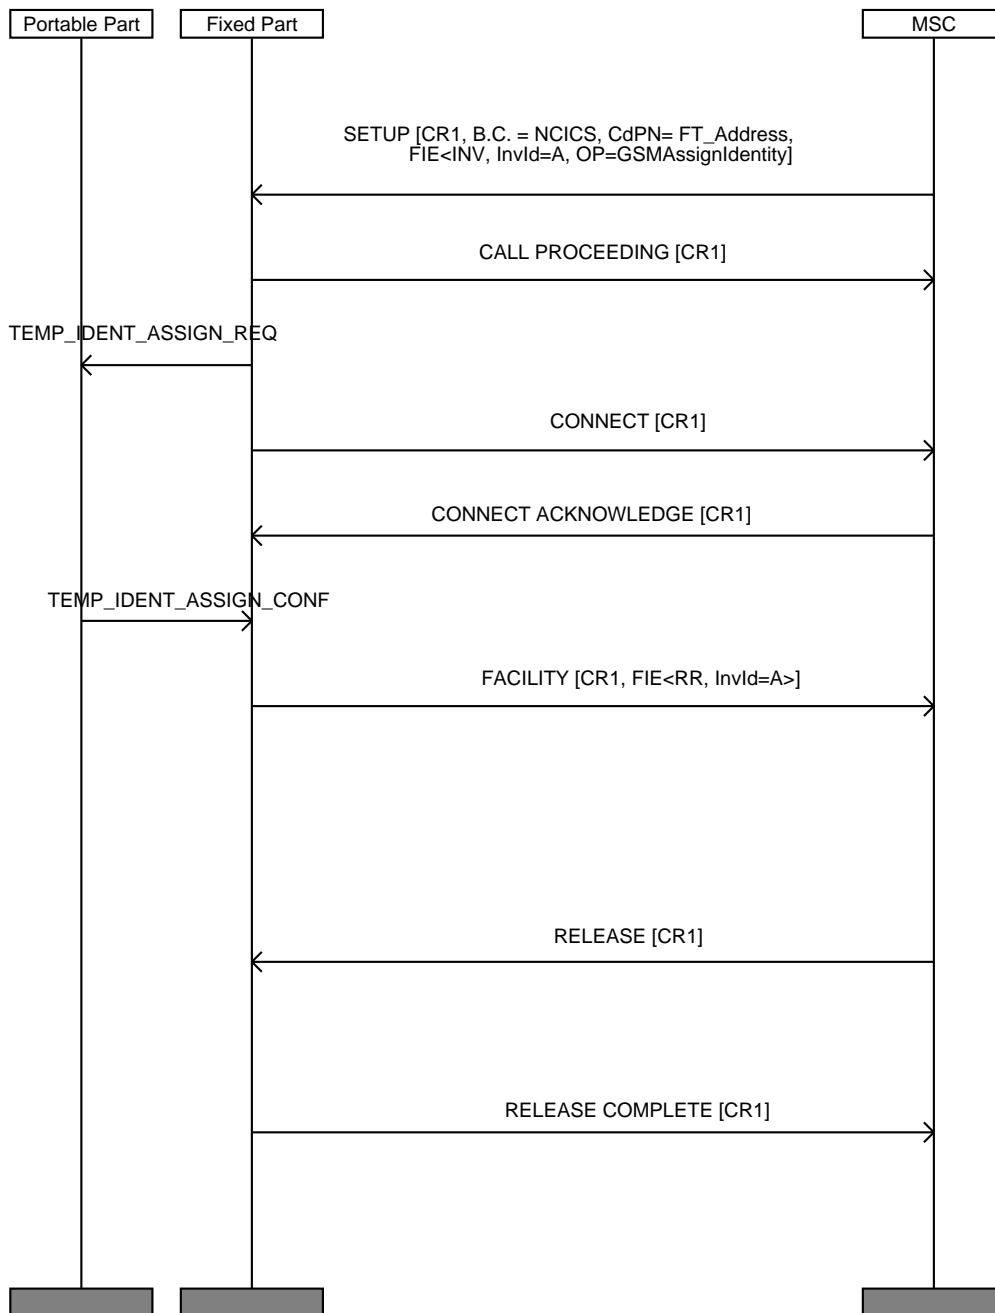 Portable Part
Fixed Part
MSC
SETUP [CR1, B.C. = NCICS, CdPN= FT_Address,
FIE<INV, InvId=A, OP=GSMAssignIdentity]
CALL PROCEEDING [CR1]
TEMP_IDENT_ASSIGN_REQ
CONNECT [CR1]
CONNECT ACKNOWLEDGE [CR1]
TEMP_IDENT_ASSIGN_CONF
FACILITY [CR1, FIE<RR, InvId=A>]
RELEASE [CR1]
RELEASE COMPLETE [CR1]